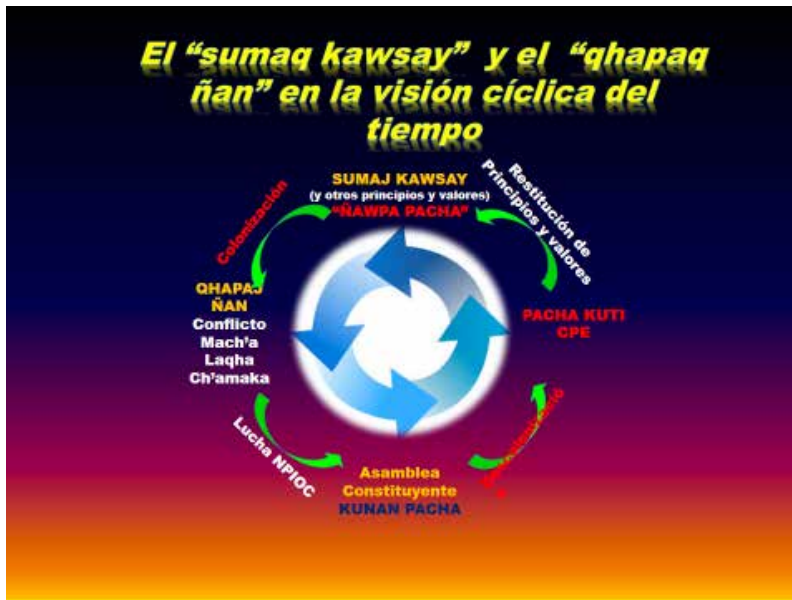 El “sumaq kawsay” y el “qhapaq
ñan” en la visión cíclica del
tiempo
SUMAJ KAWSAY
(y otros principios y valores)
“ÑAWPA PACHA”
Colonización
Restitución de
Principios y valores
QHAPAJ
ÑAN
Conflicto
Mach’a
Laqha
Ch’amaka
PACHA KUTI
CPE
Lucha NPIOC
Asamblea
Constituyente
KUNAN PACHA